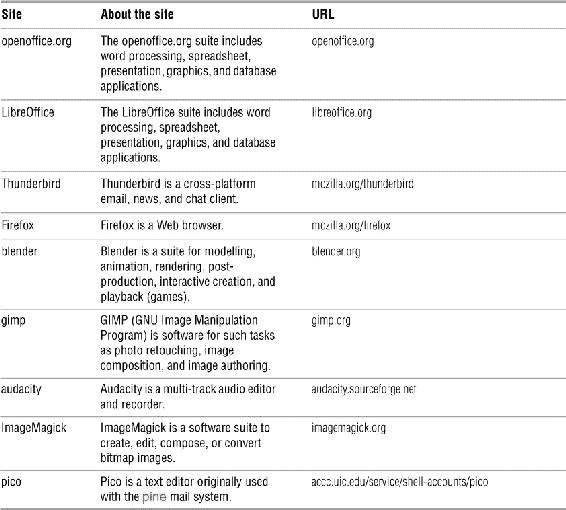 Site About the site URL
openoffice.org The openoffice.org suite includes openoffice.org
word processing, spreadsheet,
presentation, graphics, and database
applications.
LibreOffice The LibreOffice suite includes word libreoffice.org
processing, spreadsheet,
presentation, graphics, and database
applications.
Thunderbird Thunderbird is a cross-platform mozilla.org/thunderbird
email, news, and chat client.
Firefox Firefox is a Web browser. mozilla.org/firefox
blender Blender is a suite for modelling, blender.org
animation, rendering, post-
production, interactive creation, and
playback (games).
gimp GIMP (GNU Image Manipulation gimp.org
Program) is software for such tasks
as photo retouching, image
composition, and image authoring.
audacity Audacity is a multi-track audio editor audacity.sourceforge.net
and recorder.
ImageMagick ImageMagick is a software suite to imagemagick.org
create, edit, compose, or convert
bitmap images.
pico Pico is a text editor originally used accc.uic.edu/service/shell-accounts/pico
with the pine mail system.